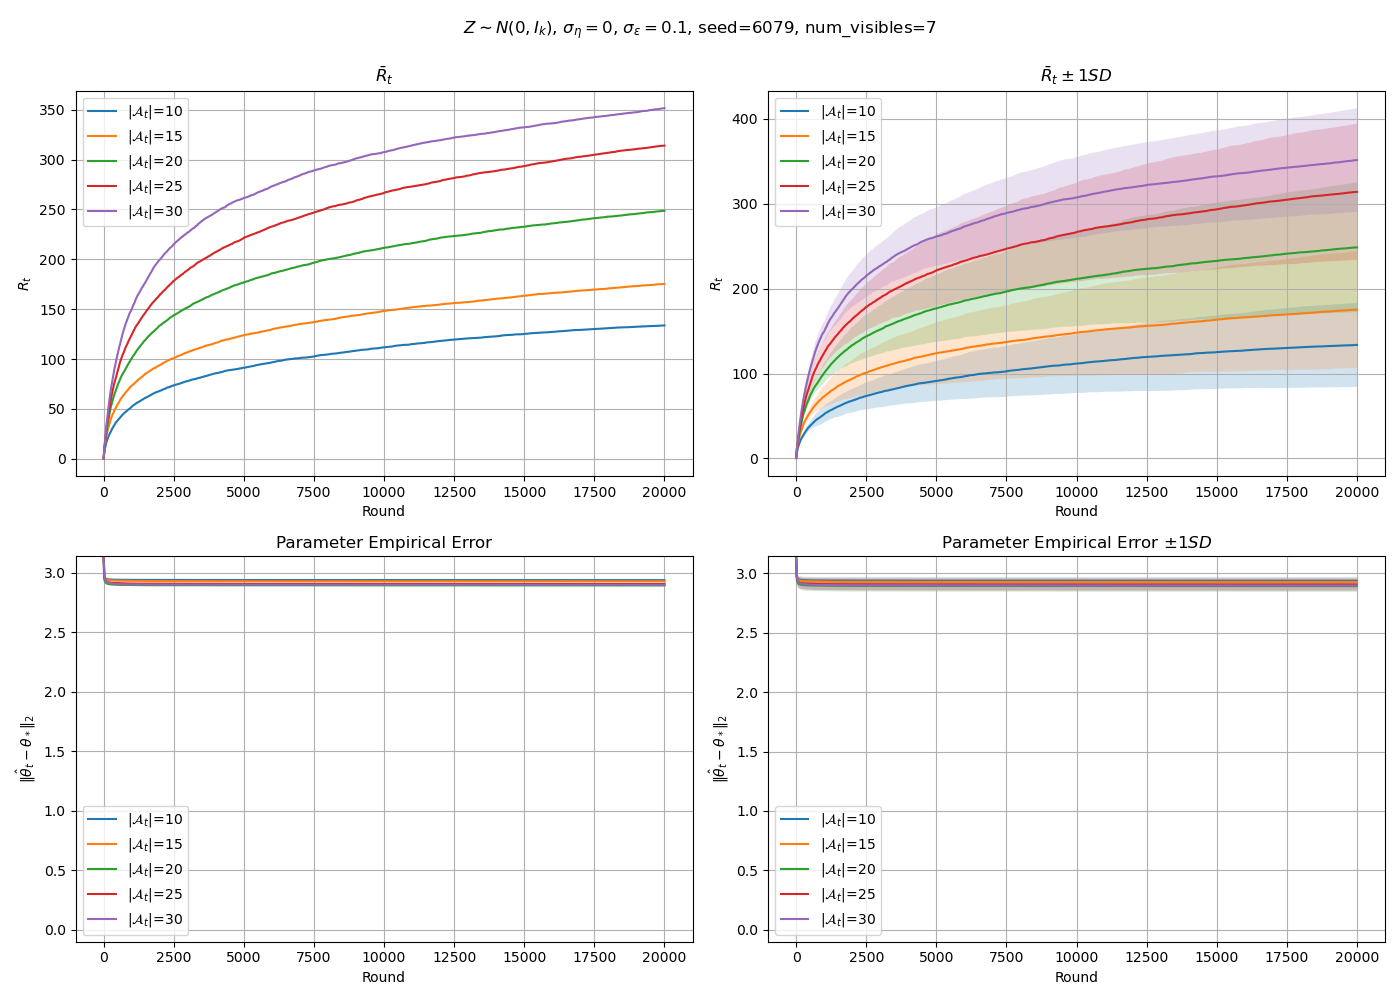 Z ∼ N(0, I_k), σ_η = 0, σ_ε = 0.1, seed=6079, num_visibles=7
R̄_t
R_t
350
300
250
200
150
100
50
0
|𝒜_t|=10
|𝒜_t|=15
|𝒜_t|=20
|𝒜_t|=25
|𝒜_t|=30
0 2500 5000 7500 10000 12500 15000 17500 20000
Round
R̄_t ± 1SD
R_t
400
300
200
100
0
|𝒜_t|=10
|𝒜_t|=15
|𝒜_t|=20
|𝒜_t|=25
|𝒜_t|=30
0 2500 5000 7500 10000 12500 15000 17500 20000
Round
Parameter Empirical Error
‖θ̂_t − θ_*‖_2
3.0
2.5
2.0
1.5
1.0
0.5
0.0
|𝒜_t|=10
|𝒜_t|=15
|𝒜_t|=20
|𝒜_t|=25
|𝒜_t|=30
0 2500 5000 7500 10000 12500 15000 17500 20000
Round
Parameter Empirical Error ±1SD
‖θ̂_t − θ_*‖_2
3.0
2.5
2.0
1.5
1.0
0.5
0.0
|𝒜_t|=10
|𝒜_t|=15
|𝒜_t|=20
|𝒜_t|=25
|𝒜_t|=30
0 2500 5000 7500 10000 12500 15000 17500 20000
Round